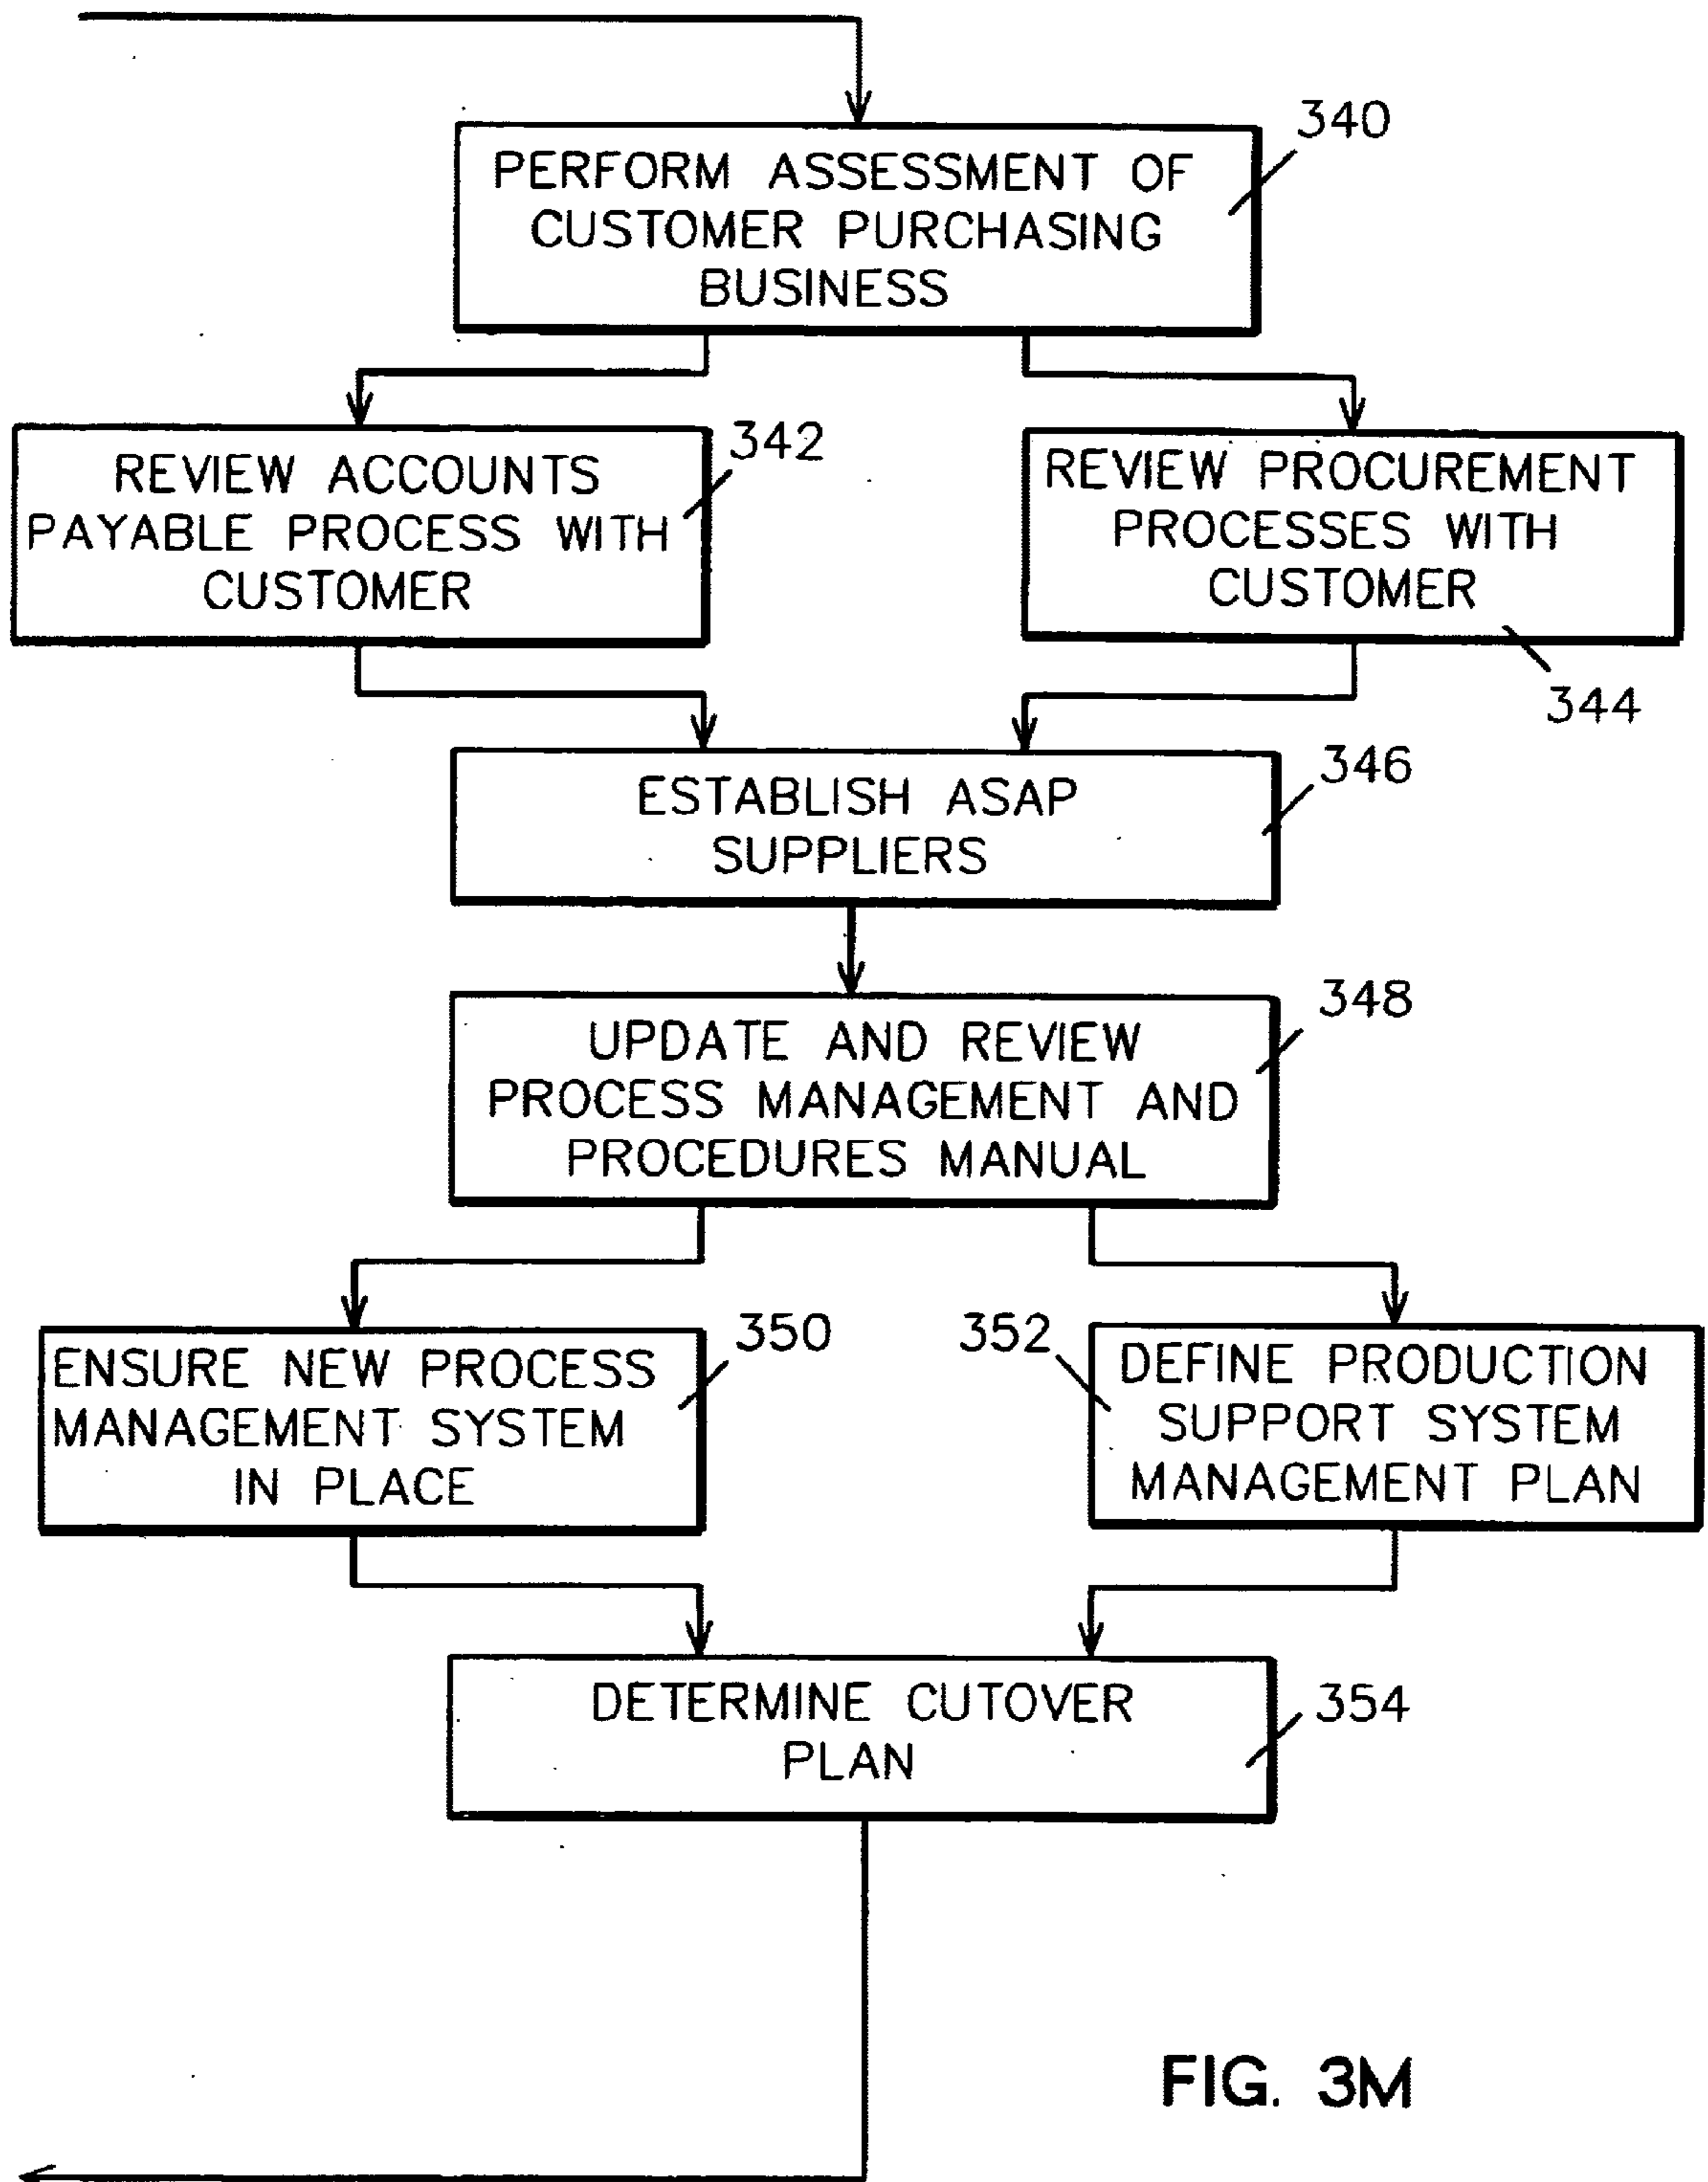 340
PERFORM ASSESSMENT OF
CUSTOMER PURCHASING
BUSINESS
342
REVIEW ACCOUNTS
PAYABLE PROCESS WITH
CUSTOMER
REVIEW PROCUREMENT
PROCESSES WITH
CUSTOMER
344
346
ESTABLISH ASAP
SUPPLIERS
348
UPDATE AND REVIEW
PROCESS MANAGEMENT AND
PROCEDURES MANUAL
350
ENSURE NEW PROCESS
MANAGEMENT SYSTEM
IN PLACE
352
DEFINE PRODUCTION
SUPPORT SYSTEM
MANAGEMENT PLAN
DETERMINE CUTOVER
PLAN
354
FIG. 3M